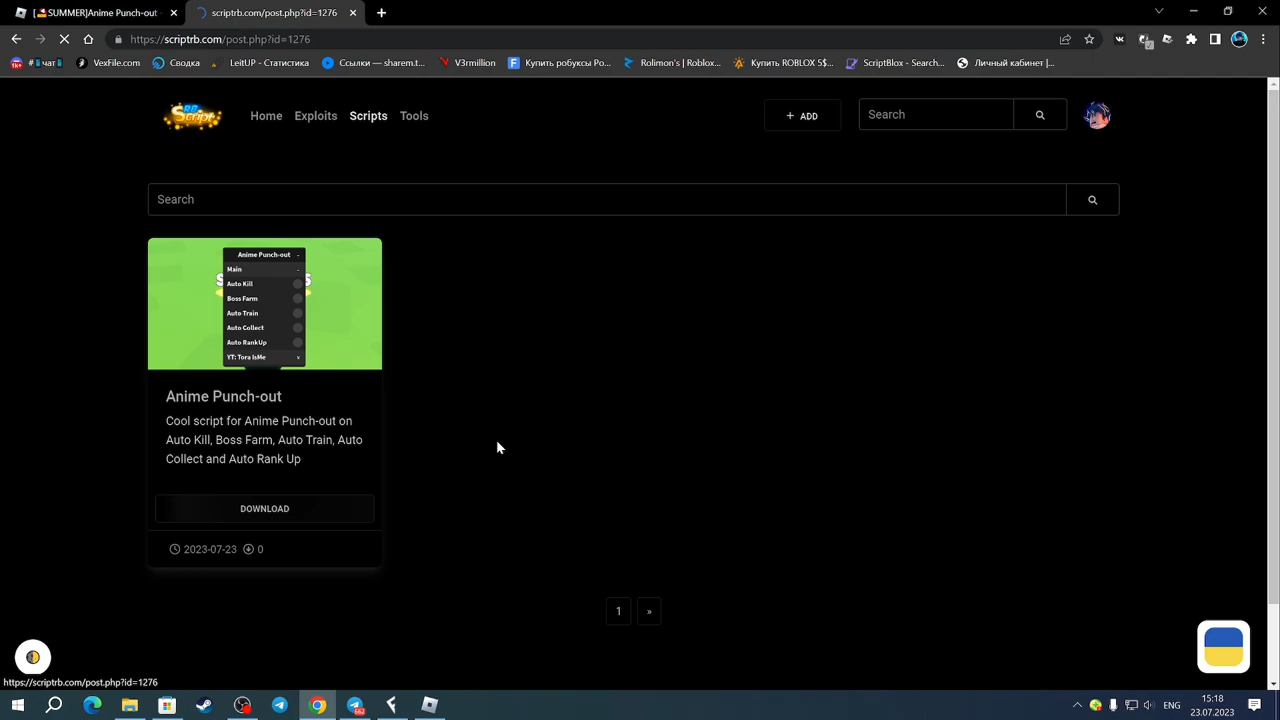 [🏖SUMMER]Anime Punch-out -
scriptrb.com/post.php?id=1276
https://scriptrb.com/post.php?id=1276
VexFile.com
Сводка
LeitUP - Статистика
Ссылки — sharem.t...
V3rmillion
Купить робуксы Ро...
Rolimon's | Roblox...
Купить ROBLOX 5$...
ScriptBlox - Search...
Личный кабинет |...
Script
Home
Exploits
Scripts
Tools
+ ADD
Search
Search
Anime Punch-out -
Main -
Auto Kill
Boss Farm
Auto Train
Auto Collect
Auto RankUp
YT: Tora IsMe v
Anime Punch-out
Cool script for Anime Punch-out on
Auto Kill, Boss Farm, Auto Train, Auto
Collect and Auto Rank Up
DOWNLOAD
2023-07-23 0
1 »
https://scriptrb.com/post.php?id=1276
ENG
15:18
23.07.2023